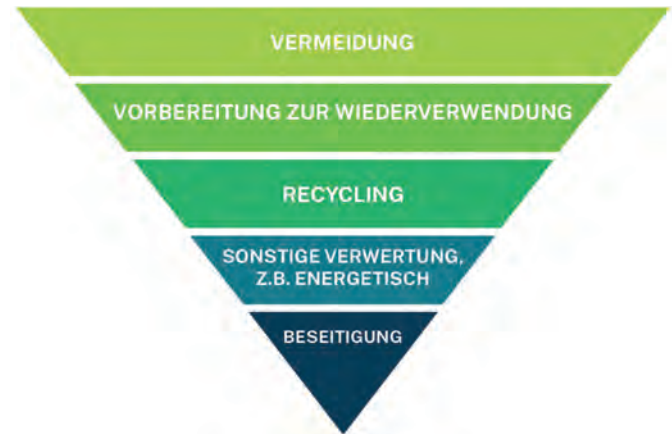 VERMEIDUNG
VORBEREITUNG ZUR WIEDERVERWENDUNG
RECYCLING
SONSTIGE VERWERTUNG,
Z.B. ENERGETISCH
BESEITIGUNG